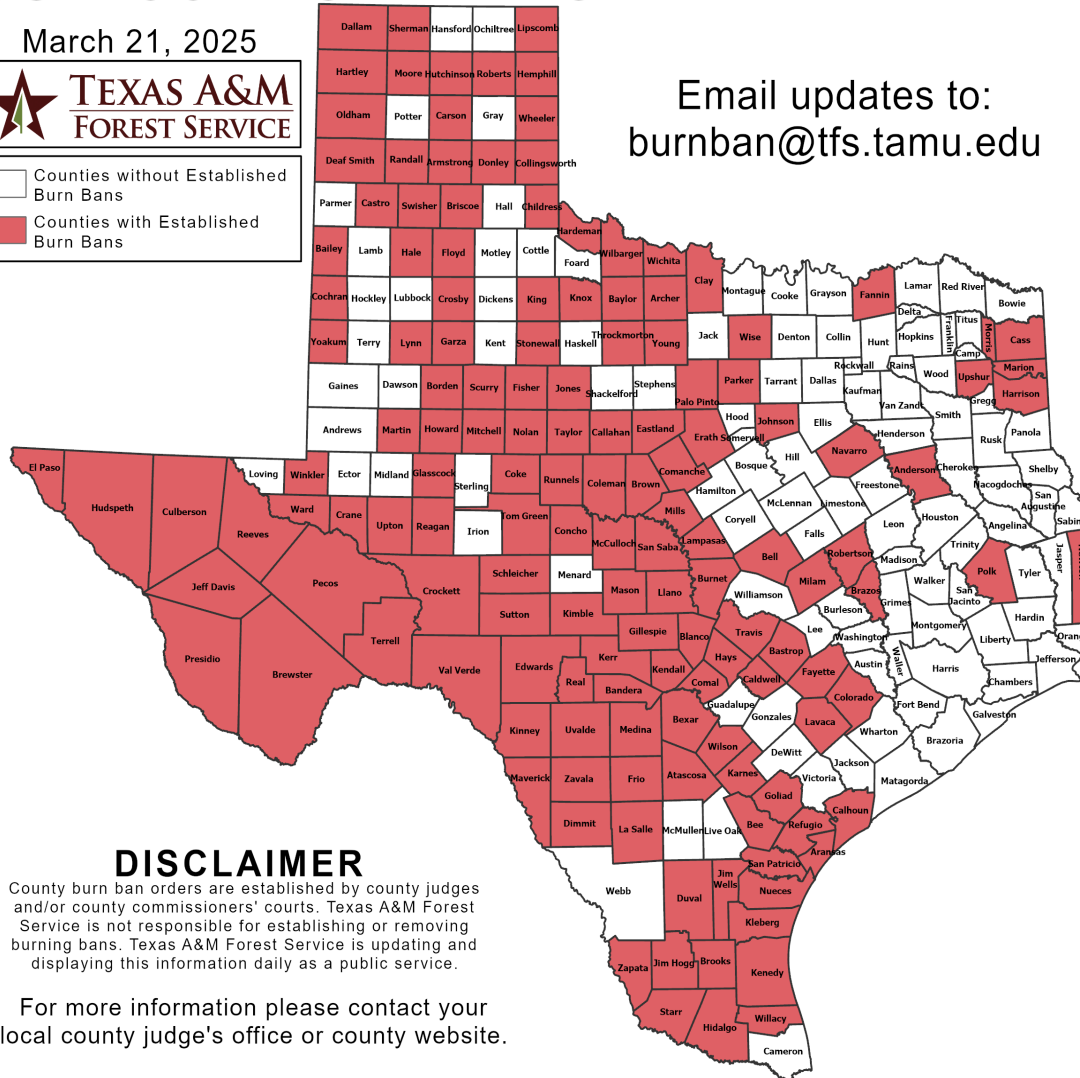 March 21, 2025
TEXAS A&M
FOREST SERVICE
Counties without Established
Burn Bans
Counties with Established
Burn Bans
Email updates to:
burnban@tfs.tamu.edu
Dallam Sherman Hansford Ochiltree Lipscomb
Hartley Moore Hutchinson Roberts Hemphill
Oldham Potter Carson Gray Wheeler
Deaf Smith Randall Armstrong Donley Collingsworth
Parmer Castro Swisher Briscoe Hall Childress
Hardeman
Bailey Lamb Hale Floyd Motley Cottle Foard Wilbarger Wichita
Clay Montague Cooke Grayson Fannin Lamar Red River Bowie
Cochran Hockley Lubbock Crosby Dickens King Knox Baylor Archer
Delta Titus
Yoakum Terry Lynn Garza Kent Stonewall Haskell Throckmorton Young Jack Wise Denton Collin Hunt Hopkins Franklin Morris Cass
Camp
Gaines Dawson Borden Scurry Fisher Jones Shackelford Stephens Palo Pinto Parker Tarrant Dallas Rockwall Rains Wood Upshur Marion
Kaufman Van Zandt Gregg Harrison
Andrews Martin Howard Mitchell Nolan Taylor Callahan Eastland Erath Hood Somervell Johnson Ellis Smith
Henderson Rusk Panola
El Paso Hudspeth Culberson Reeves Loving Winkler Ector Midland Glasscock Sterling Coke Runnels Coleman Brown Comanche Bosque Hill Navarro Anderson Cherokee Nacogdoches Shelby
Ward Crane Upton Reagan Irion Tom Green Concho McCulloch San Saba Mills Hamilton McLennan Limestone Freestone San
Augustine
Lampasas Coryell Falls Leon Houston Angelina Sabin
Jeff Davis Pecos Crockett Schleicher Menard Mason Llano Burnet Bell Robertson Madison Trinity Polk Tyler Jasper
Sutton Kimble Williamson Milam Brazos Grimes Walker San
Jacinto Hardin
Presidio Brewster Terrell Val Verde Edwards Kerr Gillespie Blanco Travis Lee Burleson Washington Montgomery Liberty Oran
Real Bandera Kendall Hays Bastrop Fayette Austin Waller Harris Chambers Jefferson
Comal Caldwell Colorado Fort Bend Galveston
Kinney Uvalde Medina Bexar Guadalupe Gonzales Lavaca Wharton Brazoria
Wilson DeWitt Jackson Matagorda
Maverick Zavala Frio Atascosa Karnes Victoria
Goliad Calhoun
Dimmit La Salle McMullen Live Oak Bee Refugio Aransas
San Patricio
Webb Duval Jim
Wells Nueces
Kleberg
Zapata Jim Hogg Brooks Kenedy
Starr Hidalgo Willacy
Cameron
DISCLAIMER
County burn ban orders are established by county judges
and/or county commissioners' courts. Texas A&M Forest
Service is not responsible for establishing or removing
burning bans. Texas A&M Forest Service is updating and
displaying this information daily as a public service.
For more information please contact your
local county judge's office or county website.